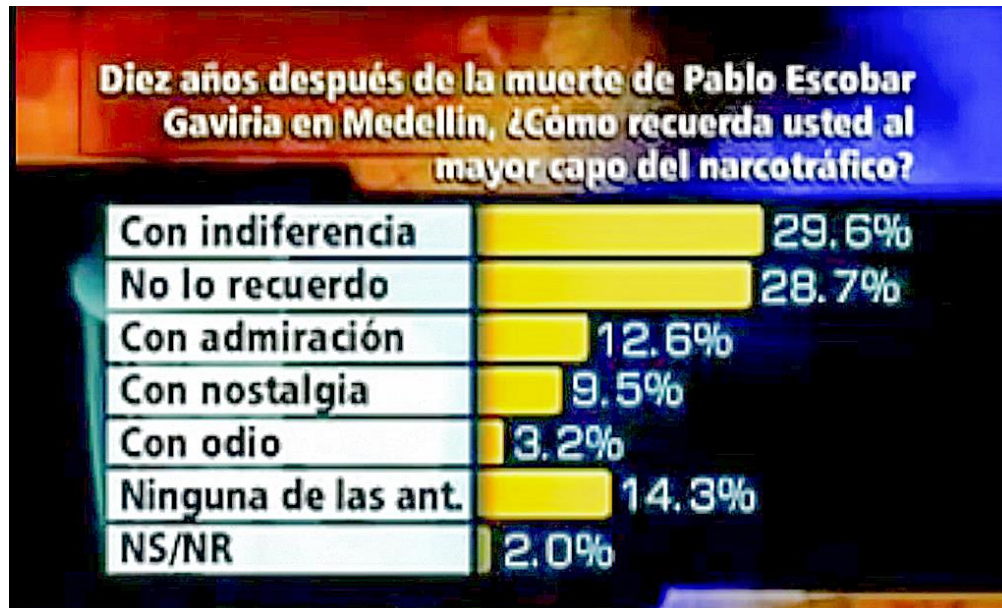 Diez años después de la muerte de Pablo Escobar
Gaviria en Medellin, ¿Cómo recuerda usted al
mayor capo del narcotráfico?
Con indiferencia 29.6%
No lo recuerdo 28.7%
Con admiración 12.6%
Con nostalgia 9.5%
Con odio 3.2%
Ninguna de las ant. 14.3%
NS/NR 2.0%